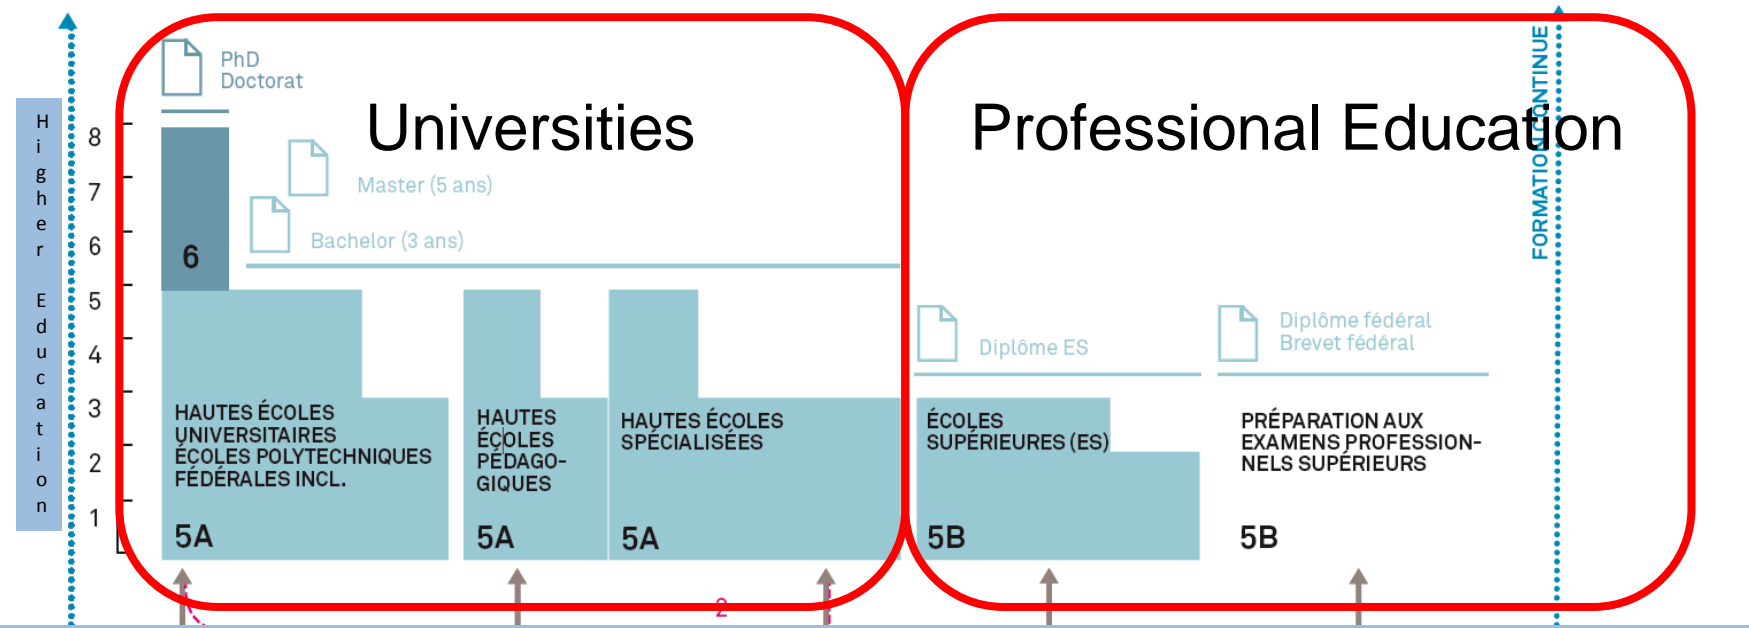 Higher Education
8
7
6
5
4
3
2
1
Universities
PhD
Doctorat
Master (5 ans)
Bachelor (3 ans)
6
HAUTES ÉCOLES
UNIVERSITAIRES
ÉCOLES POLYTECHNIQUES
FÉDÉRALES INCL.
5A
HAUTES
ÉCOLES
PÉDAGO-
GIQUES
5A
HAUTES ÉCOLES
SPÉCIALISÉES
5A
2
Professional Education
FORMATION CONTINUE
Diplôme ES
ÉCOLES
SUPÉRIEURES (ES)
5B
Diplôme fédéral
Brevet fédéral
PRÉPARATION AUX
EXAMENS PROFESSION-
NELS SUPÉRIEURS
5B